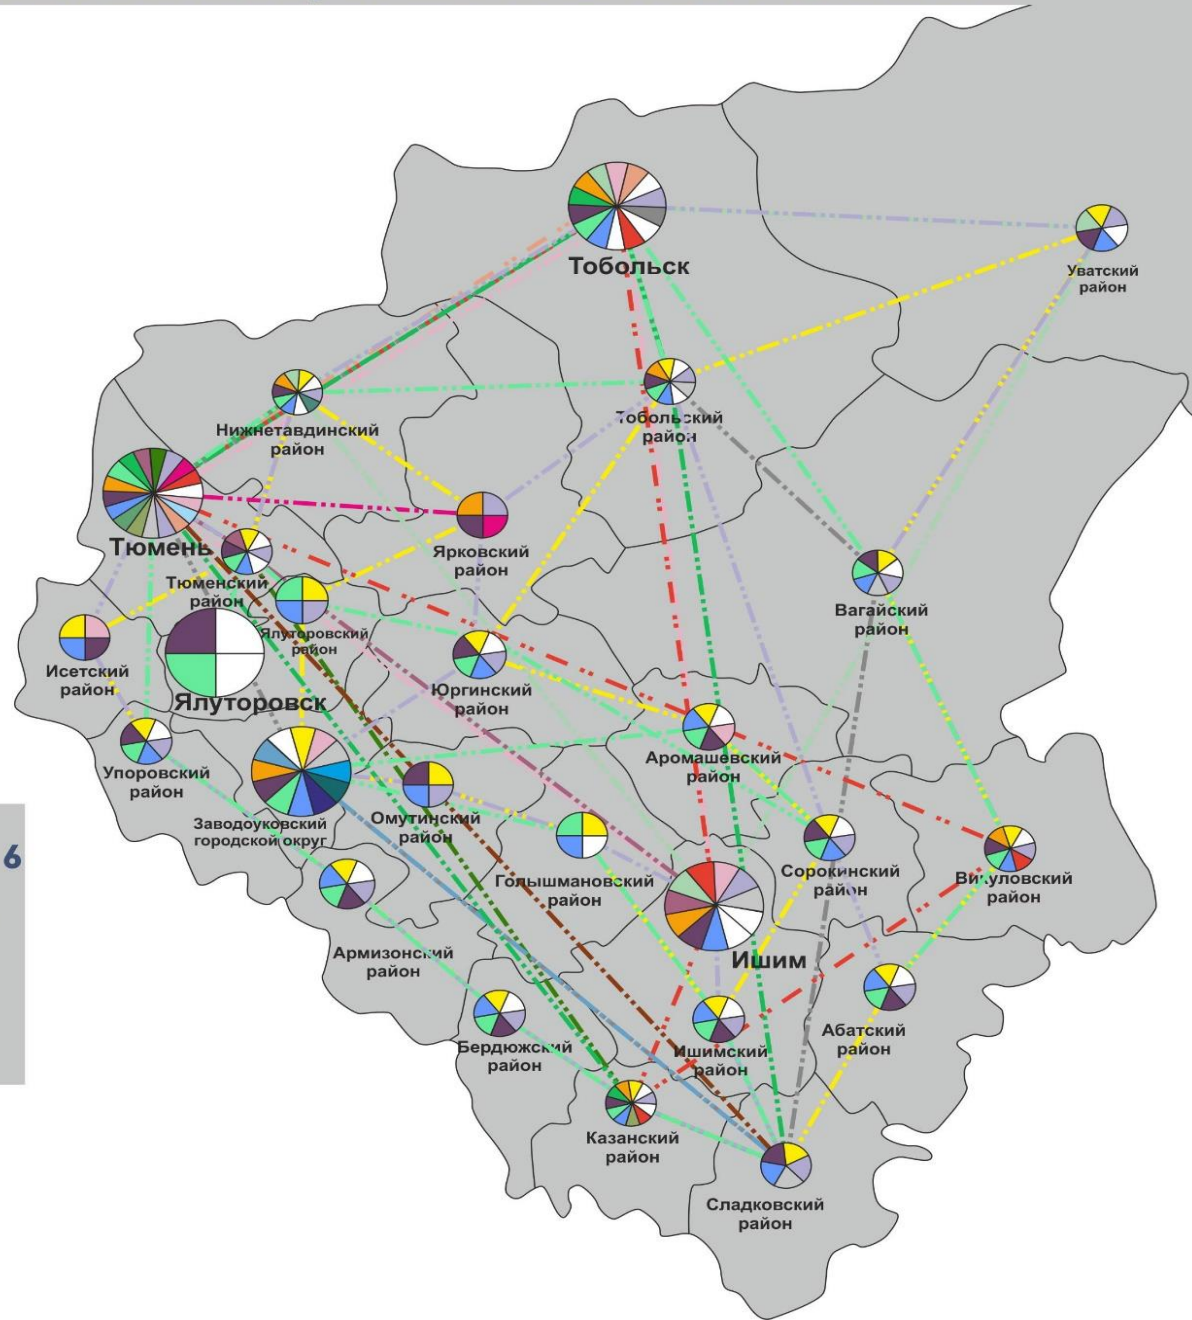 Тобольск
Уватский
район
Тобольский
район
Нижнетавдинский
район
Тюмень
Ярковский
район
Тюменский
район
Вагайский
район
Ялуторовский
район
Исетский
район
Ялуторовск
Юргинский
район
Аромашевский
район
Упоровский
район
Заводоуковский
городской округ
Омутинский
район
6
Голышмановский
район
Сорокинский
район
Викуловский
район
Армизонский
район
Ишим
Абатский
район
Бердюжский
район
Ишимский
район
Казанский
район
Сладковский
район